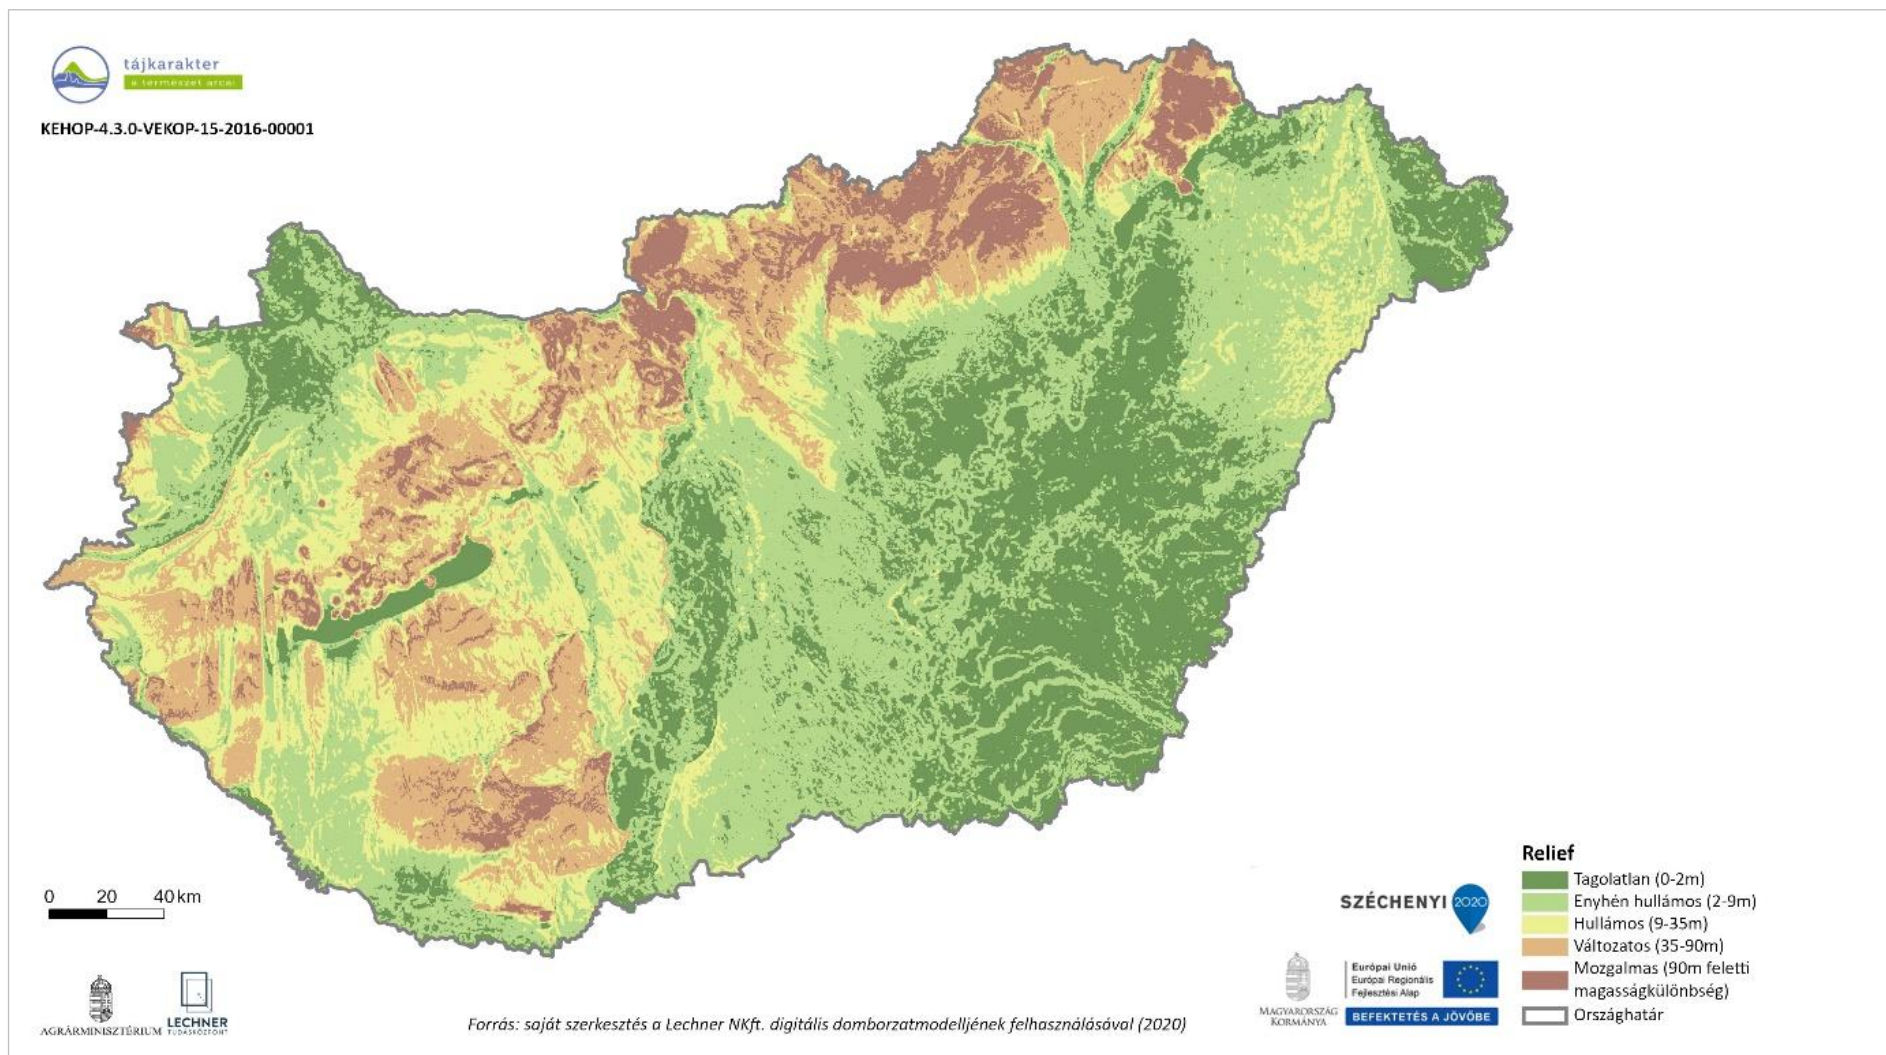 tájkarakter
a természet arcai
KEHOP-4.3.0-VEKOP-15-2016-00001
0 20 40 km
AGRÁRMINISZTÉRIUM
LECHNER
TUDÁSKÖZPONT
Forrás: saját szerkesztés a Lechner NKft. digitális domborzatmodelljének felhasználásával (2020)
SZÉCHENYI 2020
MAGYARORSZÁG
KORMÁNYA
Európai Unió
Európai Regionális
Fejlesztési Alap
BEFEKTETÉS A JÖVŐBE
Relief
Tagolatlan (0-2m)
Enyhén hullámos (2-9m)
Hullámos (9-35m)
Változatos (35-90m)
Mozgalmas (90m feletti
magasságkülönbség)
Országhatár